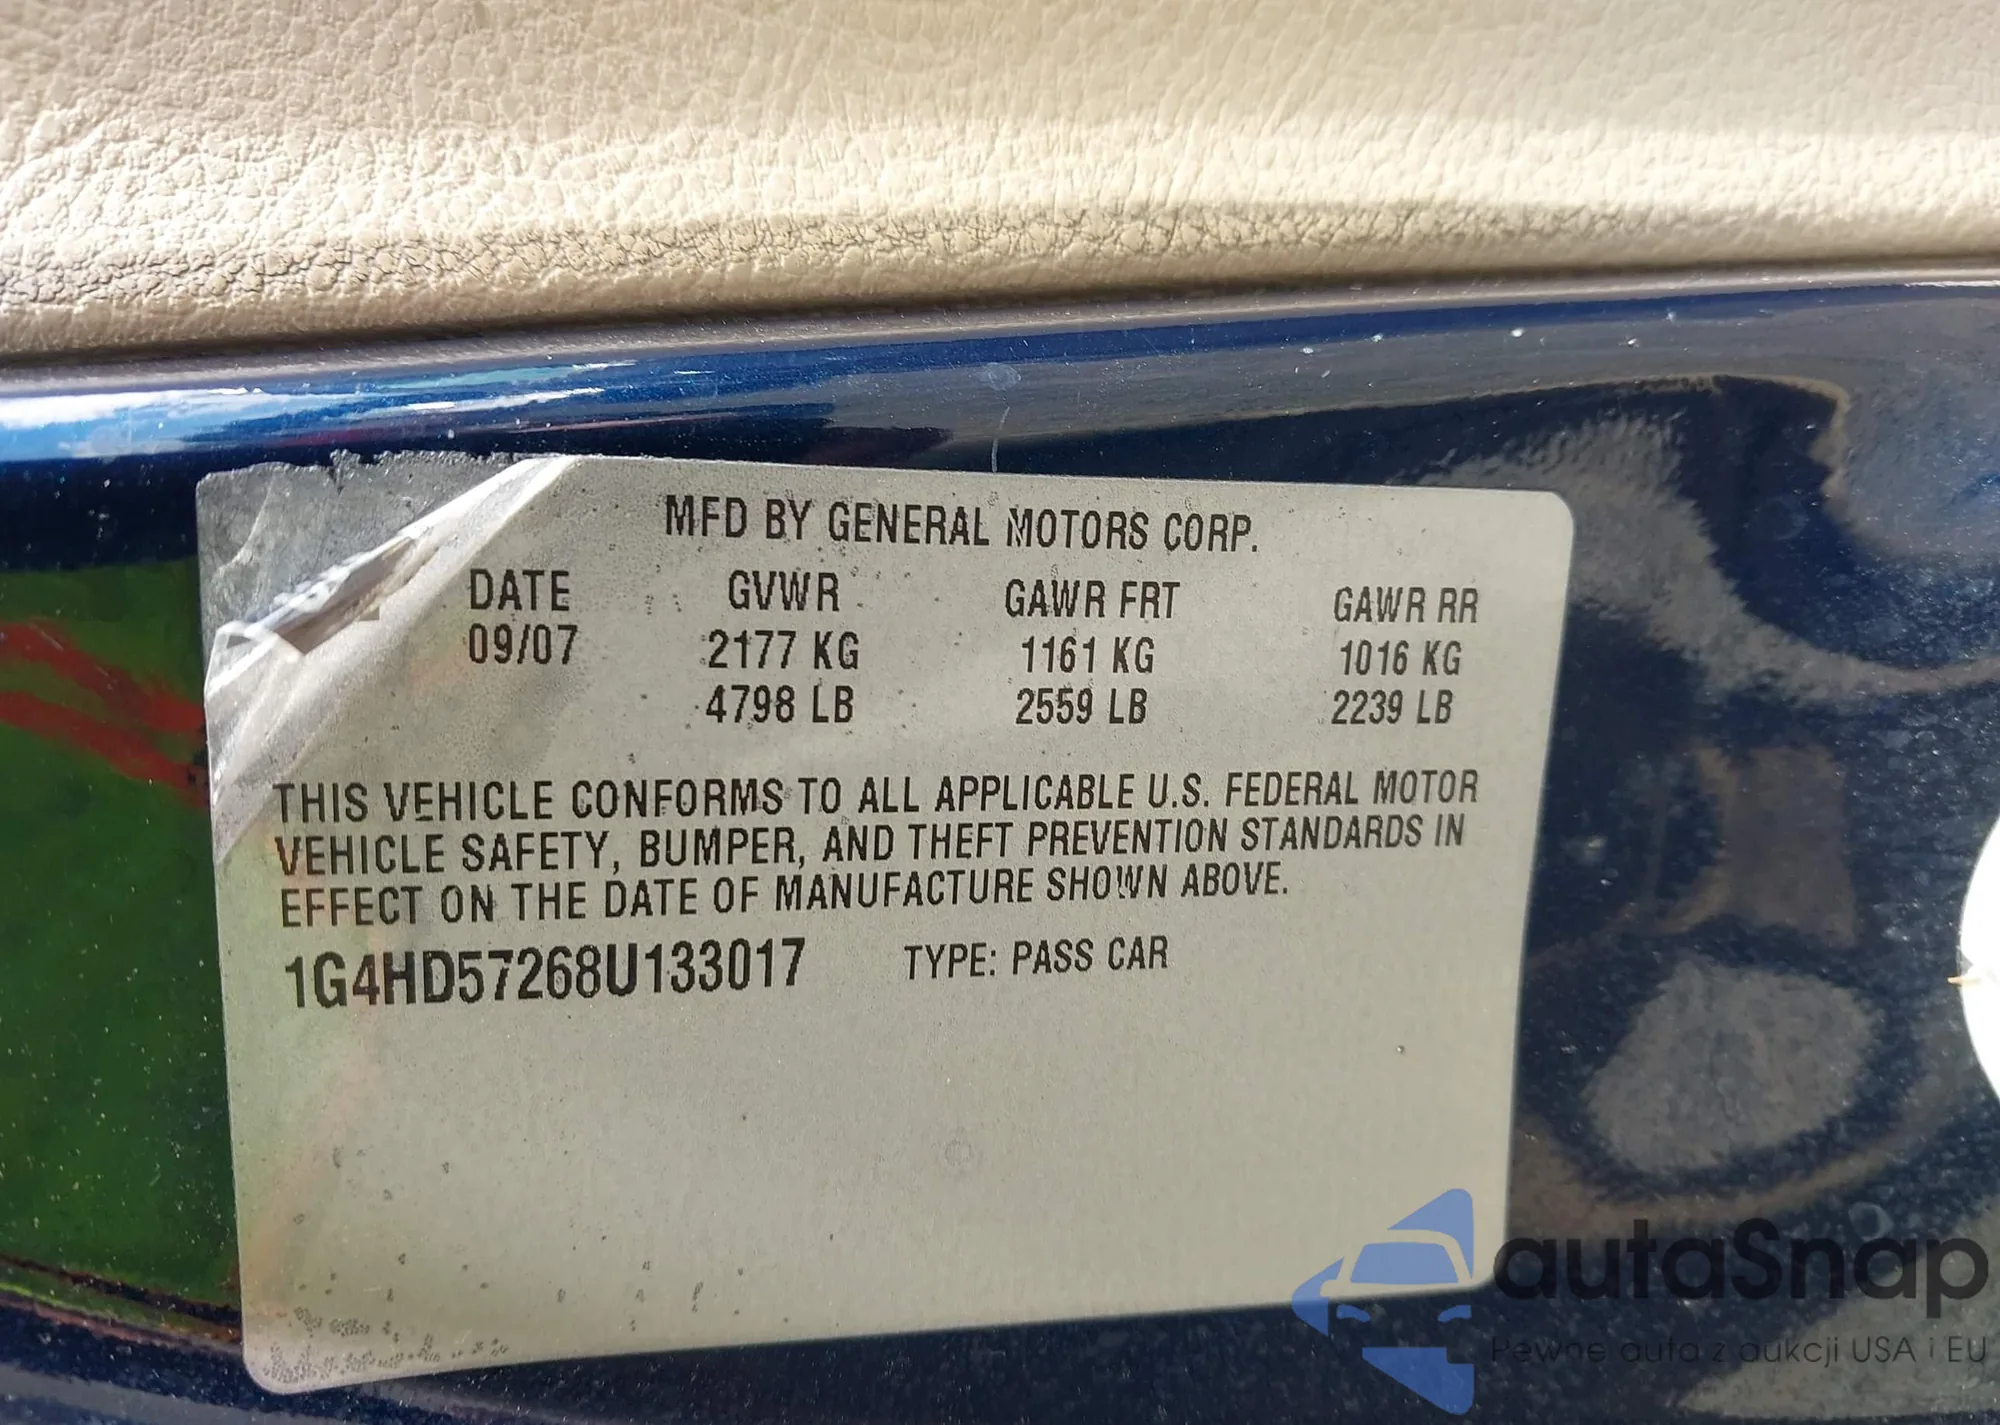 MFD BY GENERAL MOTORS CORP.
DATE GVWR GAWR FRT GAWR RR
09/07 2177 KG 1161 KG 1016 KG
4798 LB 2559 LB 2239 LB
THIS VEHICLE CONFORMS TO ALL APPLICABLE U.S. FEDERAL MOTOR
VEHICLE SAFETY, BUMPER, AND THEFT PREVENTION STANDARDS IN
EFFECT ON THE DATE OF MANUFACTURE SHOWN ABOVE.
1G4HD57268U133017 TYPE: PASS CAR
autaSnap
Pewne auta z aukcji USA i EU